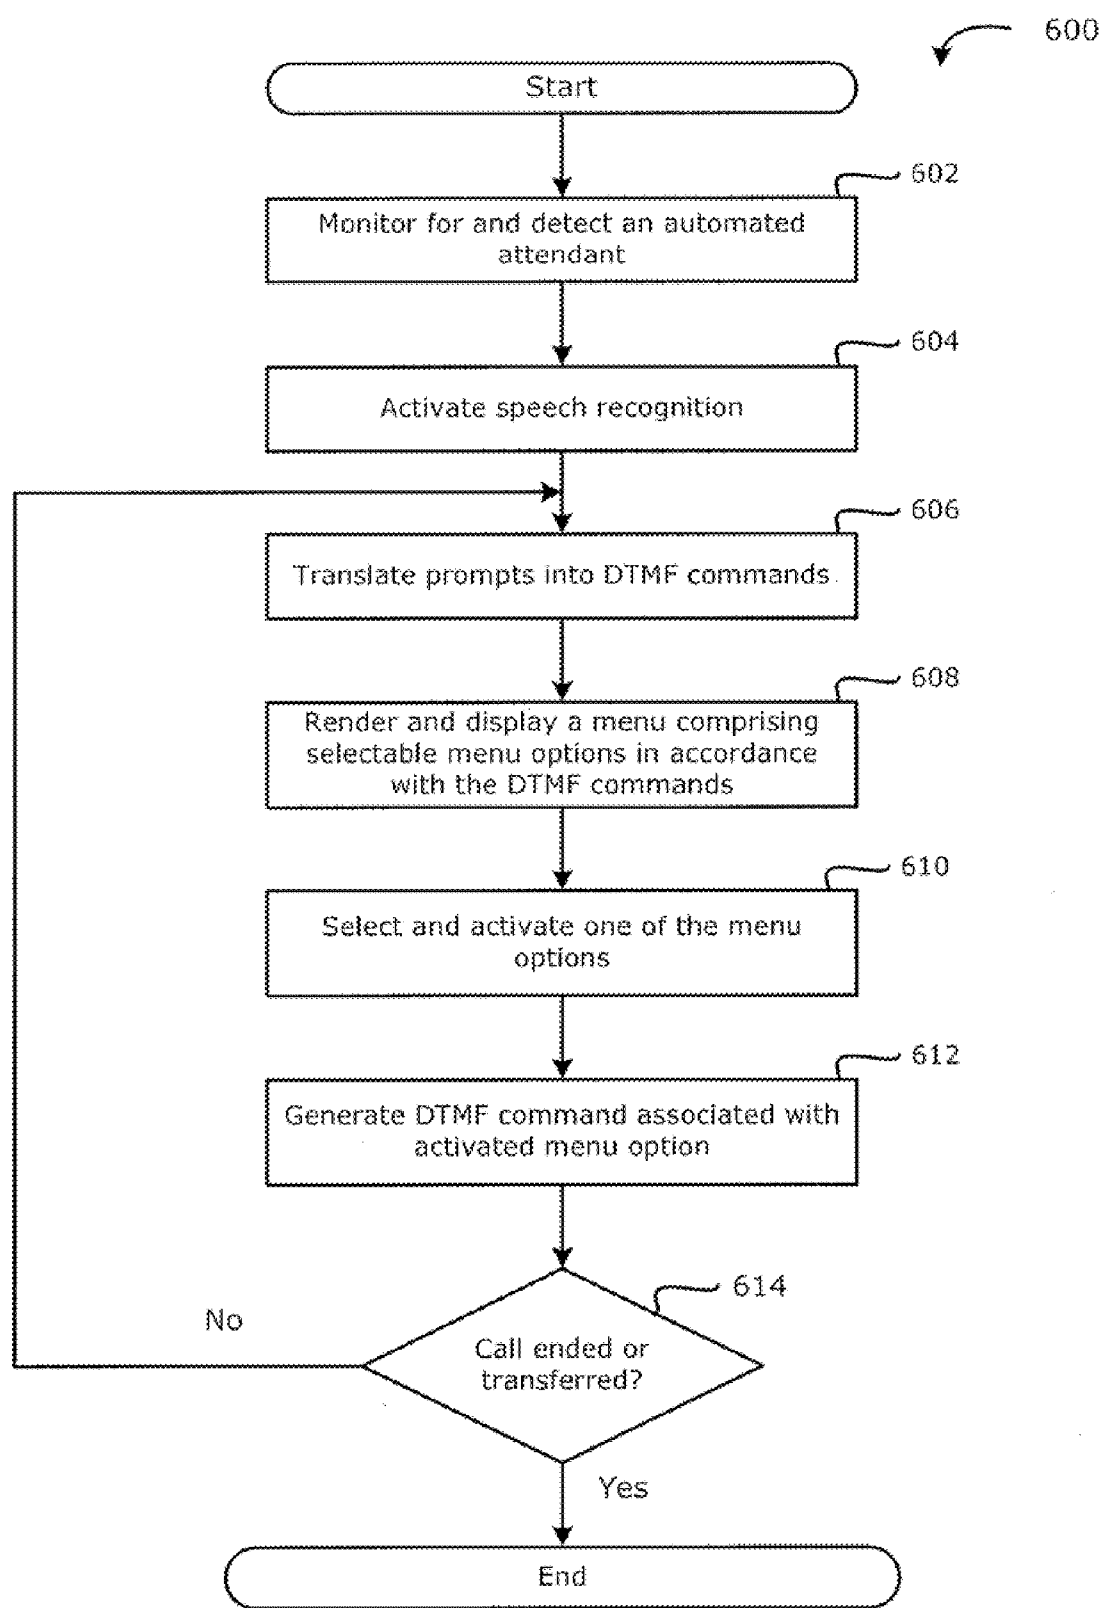 600
Start
602
Monitor for and detect an automated
attendant
604
Activate speech recognition
606
Translate prompts into DTMF commands
608
Render and display a menu comprising
selectable menu options in accordance
with the DTMF commands
610
Select and activate one of the menu
options
612
Generate DTMF command associated with
activated menu option
614
No
Call ended or
transferred?
Yes
End